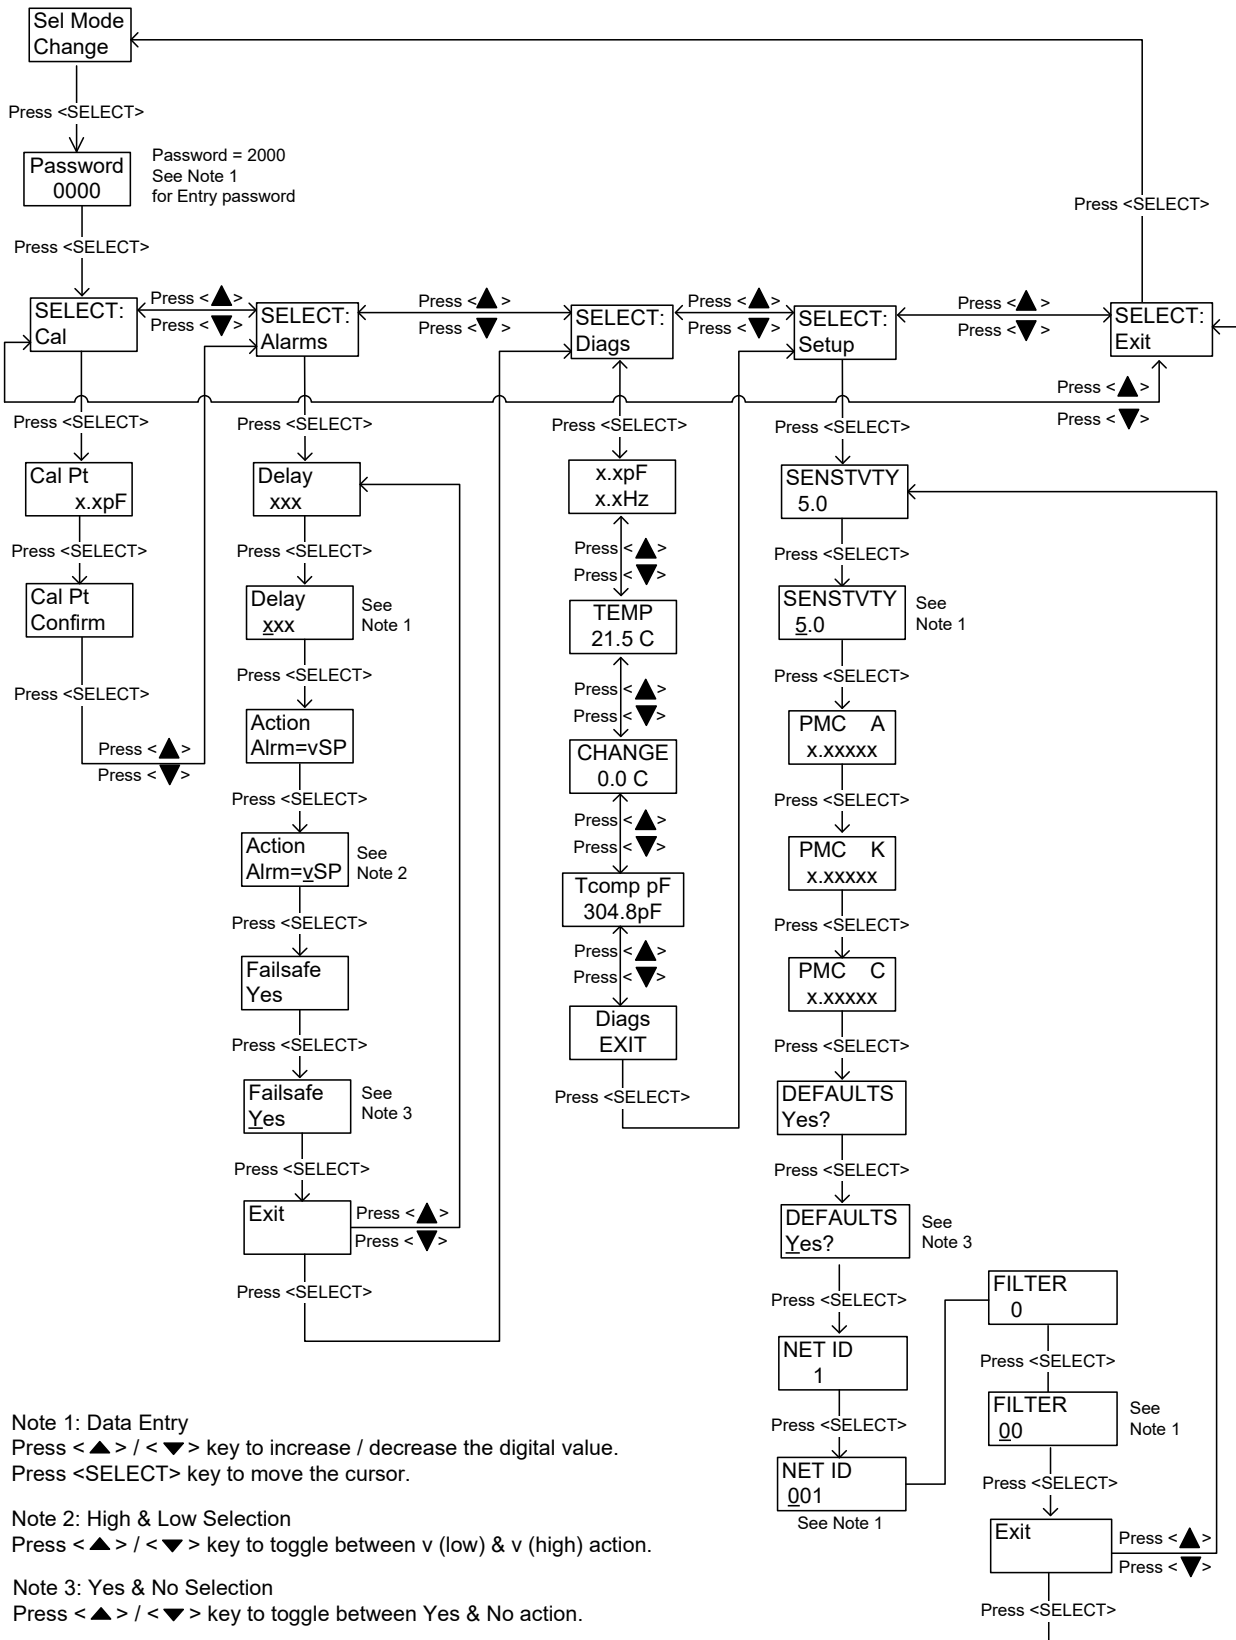 Sel Mode
Change
Press <SELECT>
Password
0000
Password = 2000
See Note 1
for Entry password
Press <SELECT>
Press <SELECT>
SELECT:
Cal
Press <▲>
Press <▼>
SELECT:
Alarms
Press <▲>
Press <▼>
SELECT:
Diags
Press <▲>
Press <▼>
SELECT:
Setup
Press <▲>
Press <▼>
SELECT:
Exit
Press <▲>
Press <▼>
Press <SELECT>
Cal Pt
x.xpF
Press <SELECT>
Cal Pt
Confirm
Press <SELECT>
Press <▲>
Press <▼>
Press <SELECT>
Delay
xxx
Press <SELECT>
Delay
xxx
See
Note 1
Press <SELECT>
Action
Alrm=vSP
Press <SELECT>
Action
Alrm=vSP
See
Note 2
Press <SELECT>
Failsafe
Yes
Press <SELECT>
Failsafe
Yes
See
Note 3
Press <SELECT>
Exit
Press <▲>
Press <▼>
Press <SELECT>
Press <SELECT>
x.xpF
x.xHz
Press <▲>
Press <▼>
TEMP
21.5 C
Press <▲>
Press <▼>
CHANGE
0.0 C
Press <▲>
Press <▼>
Tcomp pF
304.8pF
Press <▲>
Press <▼>
Diags
EXIT
Press <SELECT>
Press <SELECT>
SENSTVTY
5.0
Press <SELECT>
SENSTVTY
5.0
See
Note 1
Press <SELECT>
PMC A
x.xxxxx
Press <SELECT>
PMC K
x.xxxxx
Press <SELECT>
PMC C
x.xxxxx
Press <SELECT>
DEFAULTS
Yes?
Press <SELECT>
DEFAULTS
Yes?
See
Note 3
Press <SELECT>
NET ID
1
Press <SELECT>
NET ID
001
See Note 1
FILTER
0
Press <SELECT>
FILTER
00
See
Note 1
Press <SELECT>
Exit
Press <▲>
Press <▼>
Press <SELECT>
Note 1: Data Entry
Press < ▲ > / < ▼ > key to increase / decrease the digital value.
Press <SELECT> key to move the cursor.
Note 2: High & Low Selection
Press < ▲ > / < ▼ > key to toggle between v (low) & v (high) action.
Note 3: Yes & No Selection
Press < ▲ > / < ▼ > key to toggle between Yes & No action.